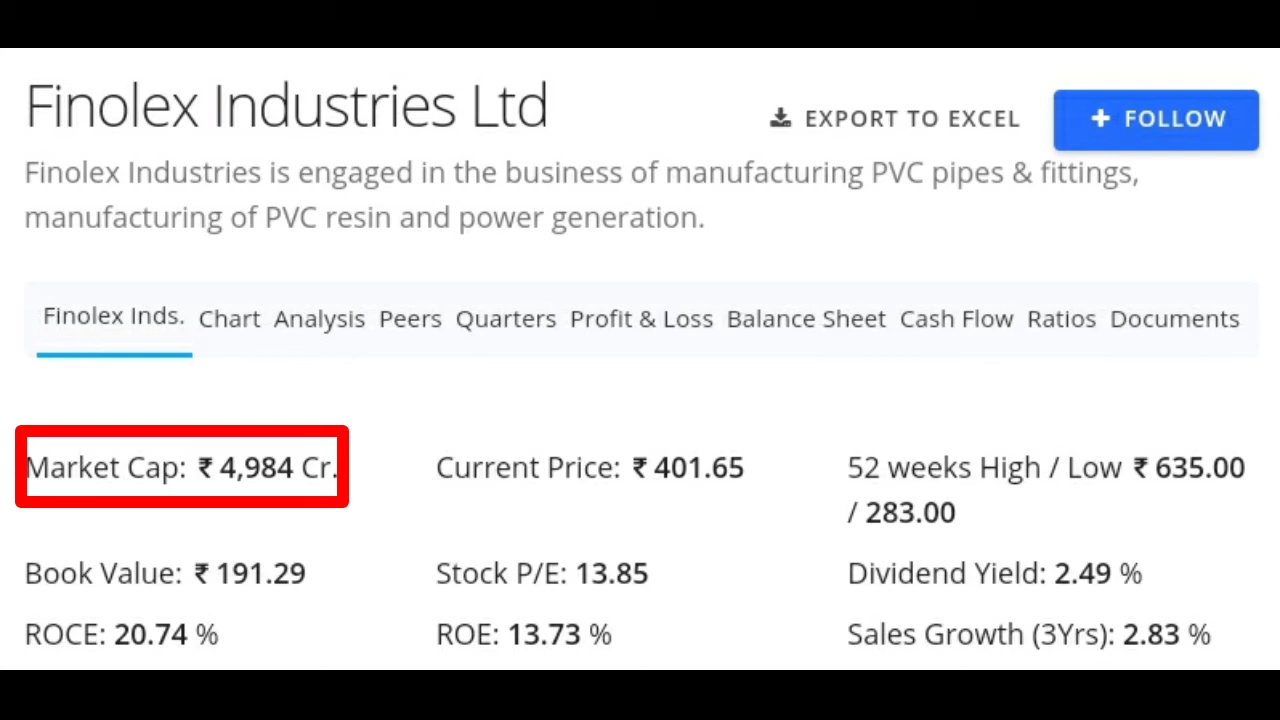 Finolex Industries Ltd
EXPORT TO EXCEL
+ FOLLOW
Finolex Industries is engaged in the business of manufacturing PVC pipes & fittings,
manufacturing of PVC resin and power generation.
Finolex Inds. Chart Analysis Peers Quarters Profit & Loss Balance Sheet Cash Flow Ratios Documents
Market Cap: ₹ 4,984 Cr.
Current Price: ₹ 401.65
52 weeks High / Low ₹ 635.00
/ 283.00
Book Value: ₹ 191.29
Stock P/E: 13.85
Dividend Yield: 2.49 %
ROCE: 20.74 %
ROE: 13.73 %
Sales Growth (3Yrs): 2.83 %